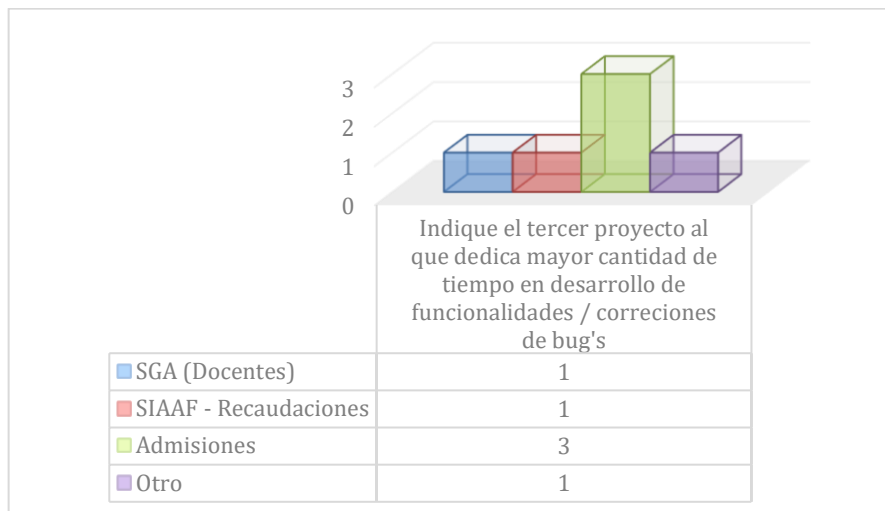 3
2
1
0
Indique el tercer proyecto al
que dedica mayor cantidad de
tiempo en desarrollo de
funcionalidades / correciones
de bug's
SGA (Docentes) 1
SIAAF - Recaudaciones 1
Admisiones 3
Otro 1